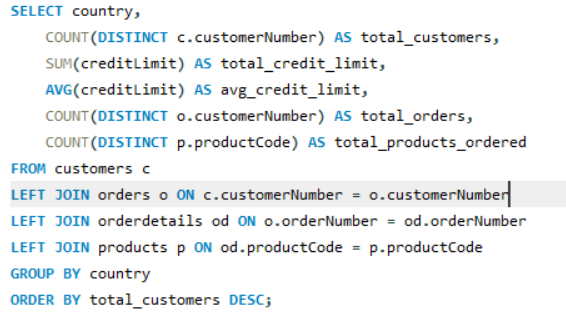 SELECT country,
COUNT(DISTINCT c.customerNumber) AS total_customers,
SUM(creditLimit) AS total_credit_limit,
AVG(creditLimit) AS avg_credit_limit,
COUNT(DISTINCT o.customerNumber) AS total_orders,
COUNT(DISTINCT p.productCode) AS total_products_ordered
FROM customers c
LEFT JOIN orders o ON c.customerNumber = o.customerNumber
LEFT JOIN orderdetails od ON o.orderNumber = od.orderNumber
LEFT JOIN products p ON od.productCode = p.productCode
GROUP BY country
ORDER BY total_customers DESC;